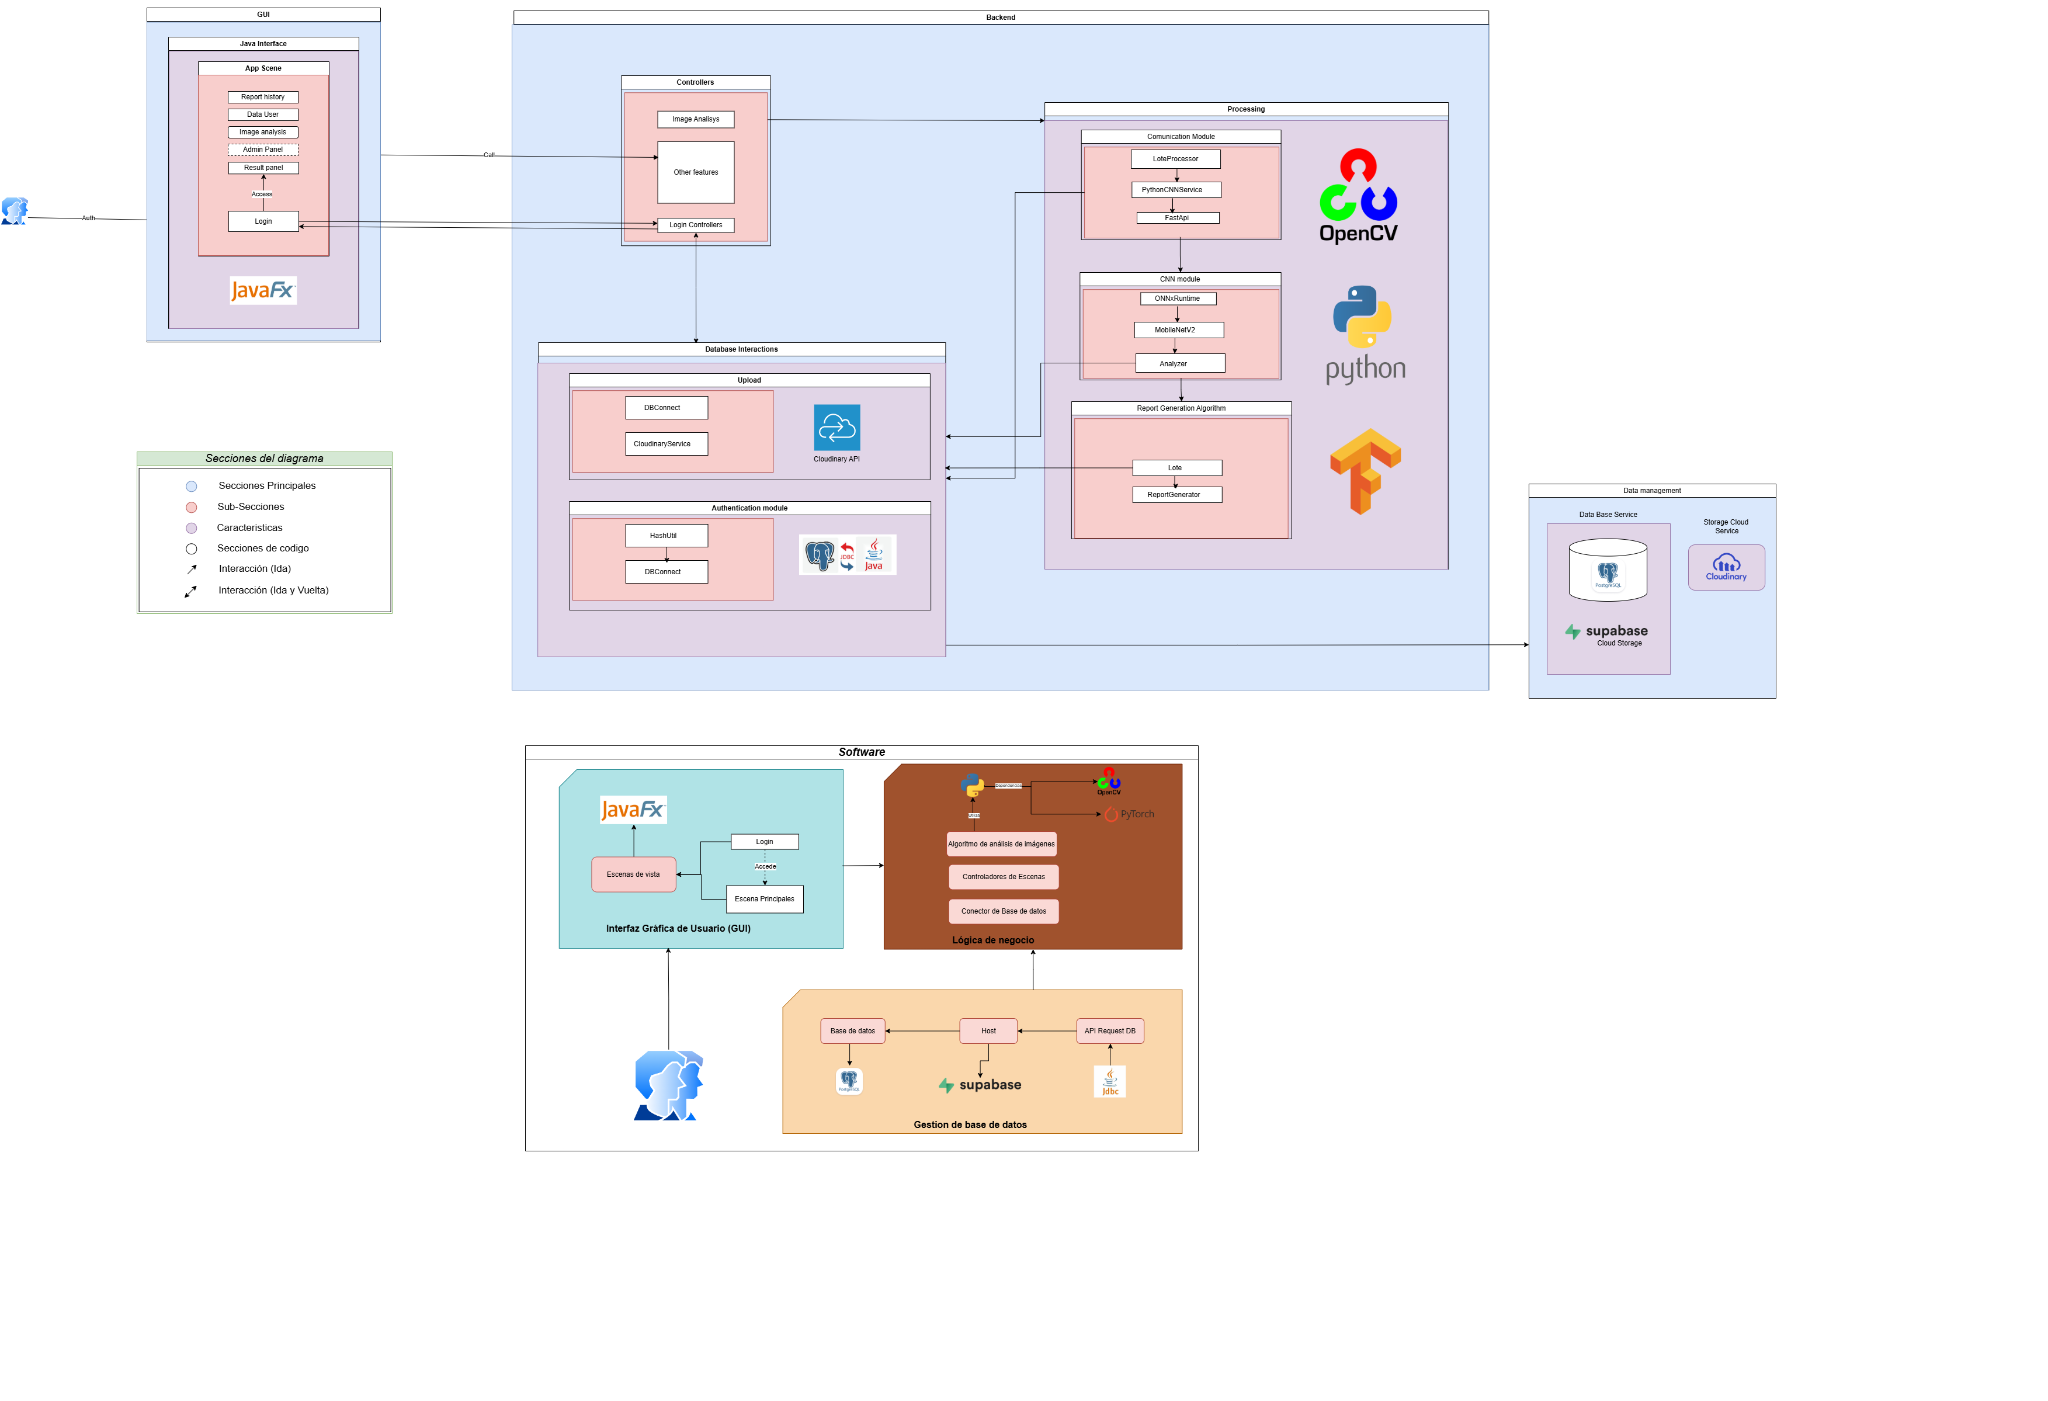 GUI
Java Interface
App Scene
Report history
Data User
Image analysis
Admin Panel
Result panel
Access
Login
JavaFx
Auth
Call
Backend
Controllers
Image Analisys
Other features
Login Controllers
Processing
Comunication Module
LoteProcessor
PythonCNNService
FastApi
OpenCV
CNN module
ONNxRuntime
MobileNetV2
Analyzer
python
Report Generation Algorithm
Lote
ReportGenerator
Database Interactions
Upload
DBConnect
CloudinaryService
Cloudinary API
Authentication module
HashUtil
DBConnect
JDBC
Java
Data management
Data Base Service
Storage Cloud
Service
PostgreSQL
Cloudinary
supabase
Cloud Storage
Secciones del diagrama
Secciones Principales
Sub-Secciones
Caracteristicas
Secciones de codigo
Interacción (Ida)
Interacción (Ida y Vuelta)
Software
JavaFx
Login
Accede
Escenas de vista
Escena Principales
Interfaz Gráfica de Usuario (GUI)
OpenCV
PyTorch
Algoritmo de análisis de imágenes
Controladores de Escenas
Conector de Base de datos
Lógica de negocio
Base de datos
Host
API Request DB
PostgreSQL
supabase
Jdbc
Gestion de base de datos